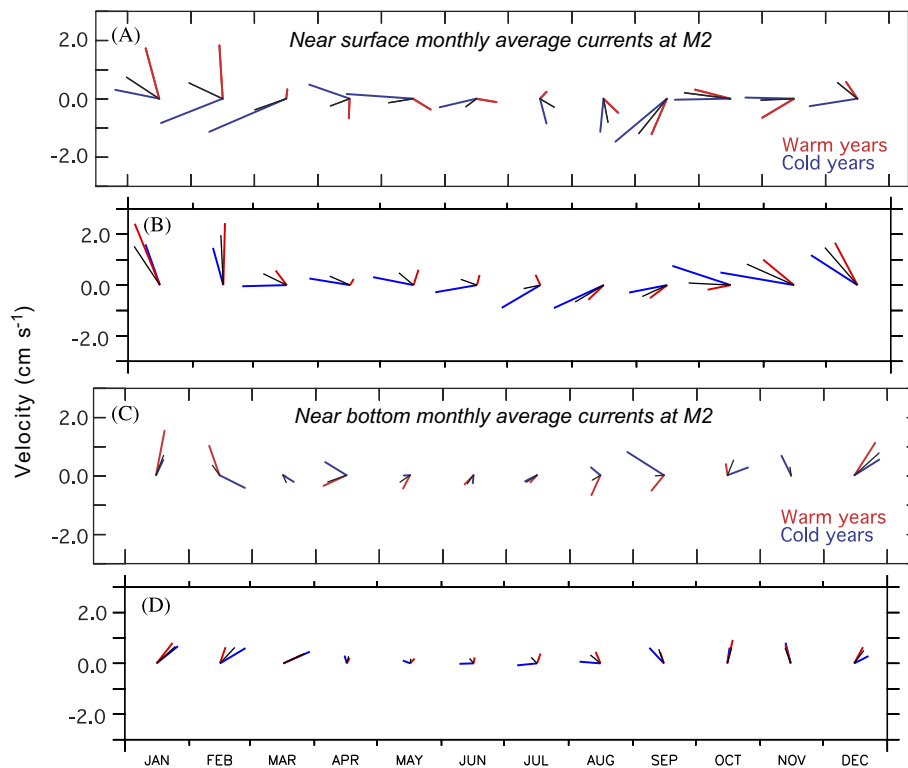 (A)
Near surface monthly average currents at M2
2.0
0.0
-2.0
Warm years
Cold years
(B)
2.0
0.0
-2.0
Velocity (cm s-1)
(C)
Near bottom monthly average currents at M2
2.0
0.0
-2.0
Warm years
Cold years
(D)
2.0
0.0
-2.0
JAN FEB MAR APR MAY JUN JUL AUG SEP OCT NOV DEC